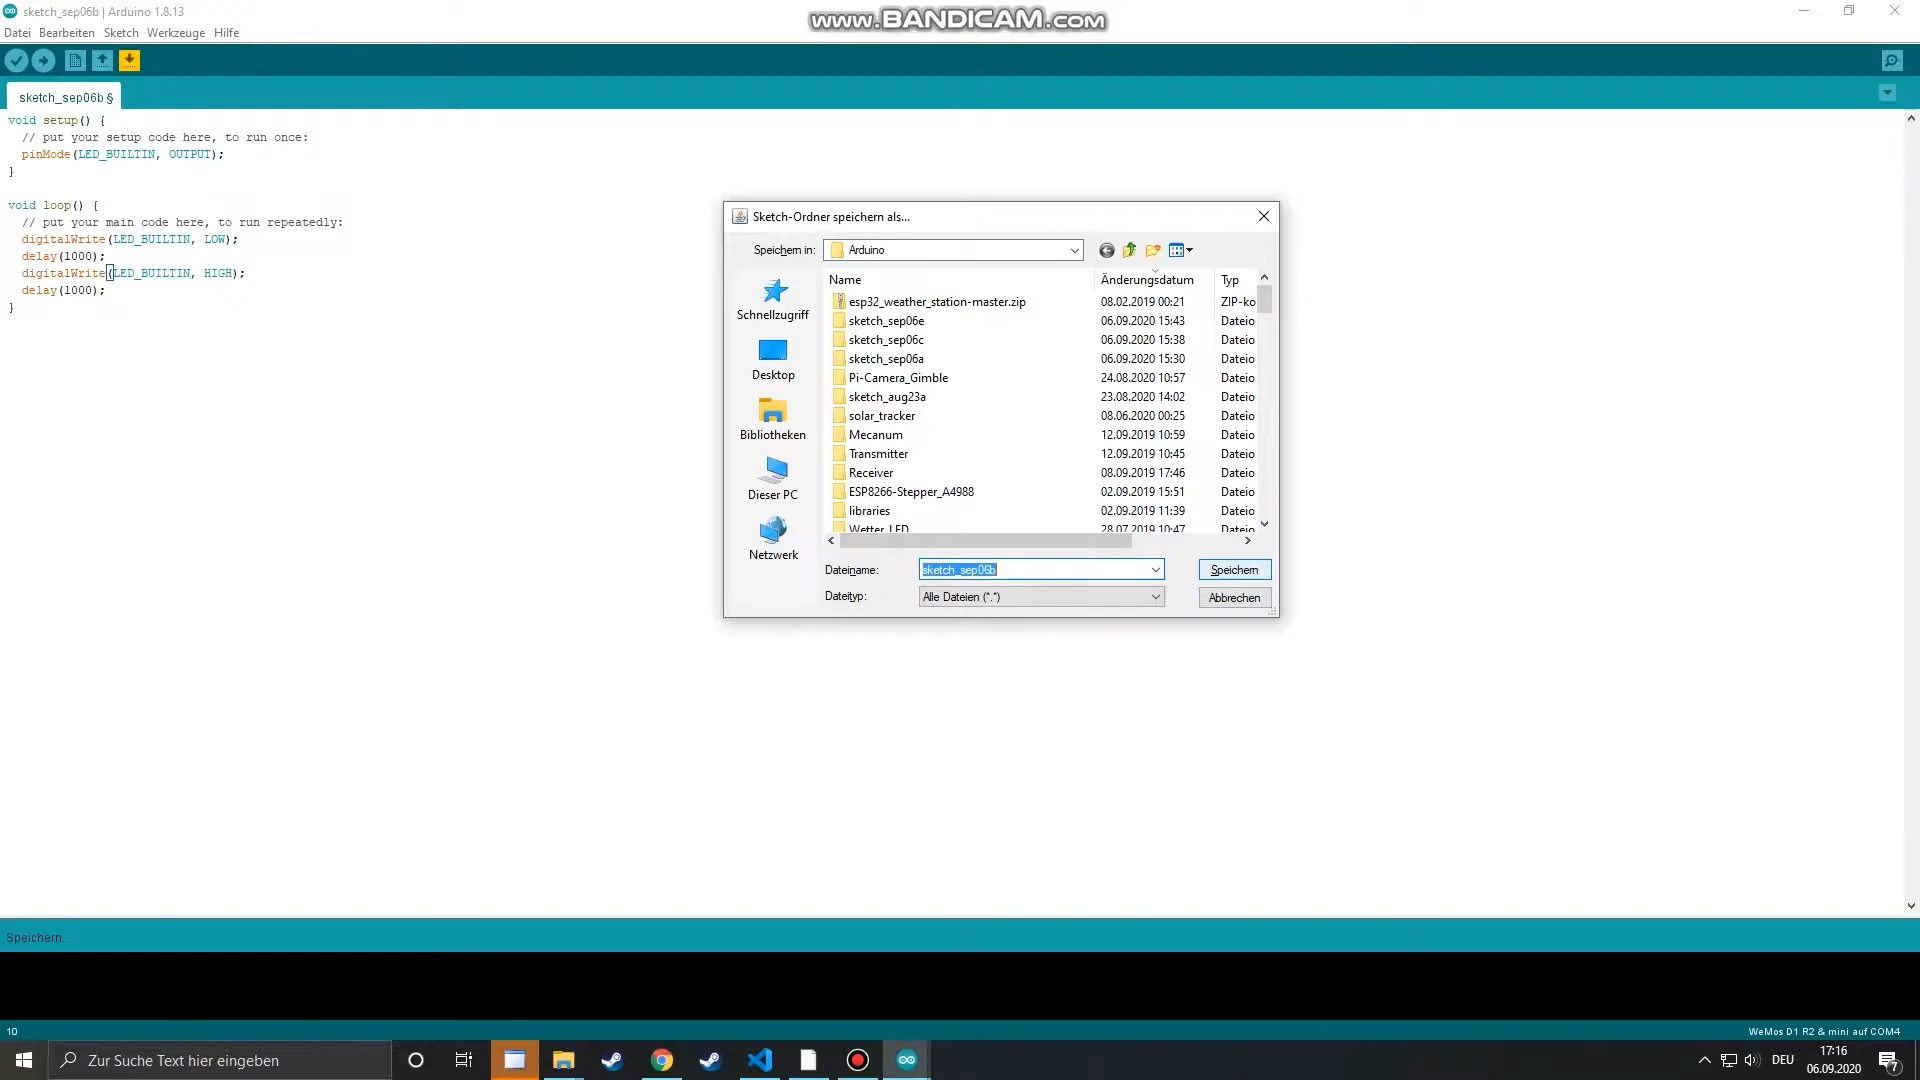 sketch_sep06b | Arduino 1.8.13
www.BANDICAM.com
Datei Bearbeiten Sketch Werkzeuge Hilfe
sketch_sep06b §
void setup() {
// put your setup code here, to run once:
pinMode(LED_BUILTIN, OUTPUT);
}
void loop() {
// put your main code here, to run repeatedly:
digitalWrite(LED_BUILTIN, LOW);
delay(1000);
digitalWrite(LED_BUILTIN, HIGH);
delay(1000);
}
Sketch-Ordner speichern als...
Speichern in: Arduino
Schnellzugriff
Desktop
Bibliotheken
Dieser PC
Netzwerk
Name Änderungsdatum Typ
esp32_weather_station-master.zip 08.02.2019 00:21 ZIP-ko
sketch_sep06e 06.09.2020 15:43 Dateio
sketch_sep06c 06.09.2020 15:38 Dateio
sketch_sep06a 06.09.2020 15:30 Dateio
Pi-Camera_Gimble 24.08.2020 10:57 Dateio
sketch_aug23a 23.08.2020 14:02 Dateio
solar_tracker 08.06.2020 00:25 Dateio
Mecanum 12.09.2019 10:59 Dateio
Transmitter 12.09.2019 10:45 Dateio
Receiver 08.09.2019 17:46 Dateio
ESP8266-Stepper_A4988 02.09.2019 15:51 Dateio
libraries 02.09.2019 11:39 Dateio
Wetter_LED 28.07.2019 10:47 Dateio
Dateiname: sketch_sep06b Speichern
Dateityp: Alle Dateien (*.*) Abbrechen
Speichern.
10 WeMos D1 R2 & mini auf COM4
Zur Suche Text hier eingeben
DEU
17:16
06.09.2020
7